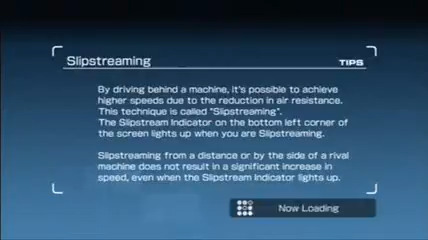 Slipstreaming
TIPS
By driving behind a machine, it's possible to achieve
higher speeds due to the reduction in air resistance.
This technique is called "Slipstreaming".
The Slipstream Indicator on the bottom left corner of
the screen lights up when you are Slipstreaming.
Slipstreaming from a distance or by the side of a rival
machine does not result in a significant increase in
speed, even when the Slipstream Indicator lights up.
Now Loading